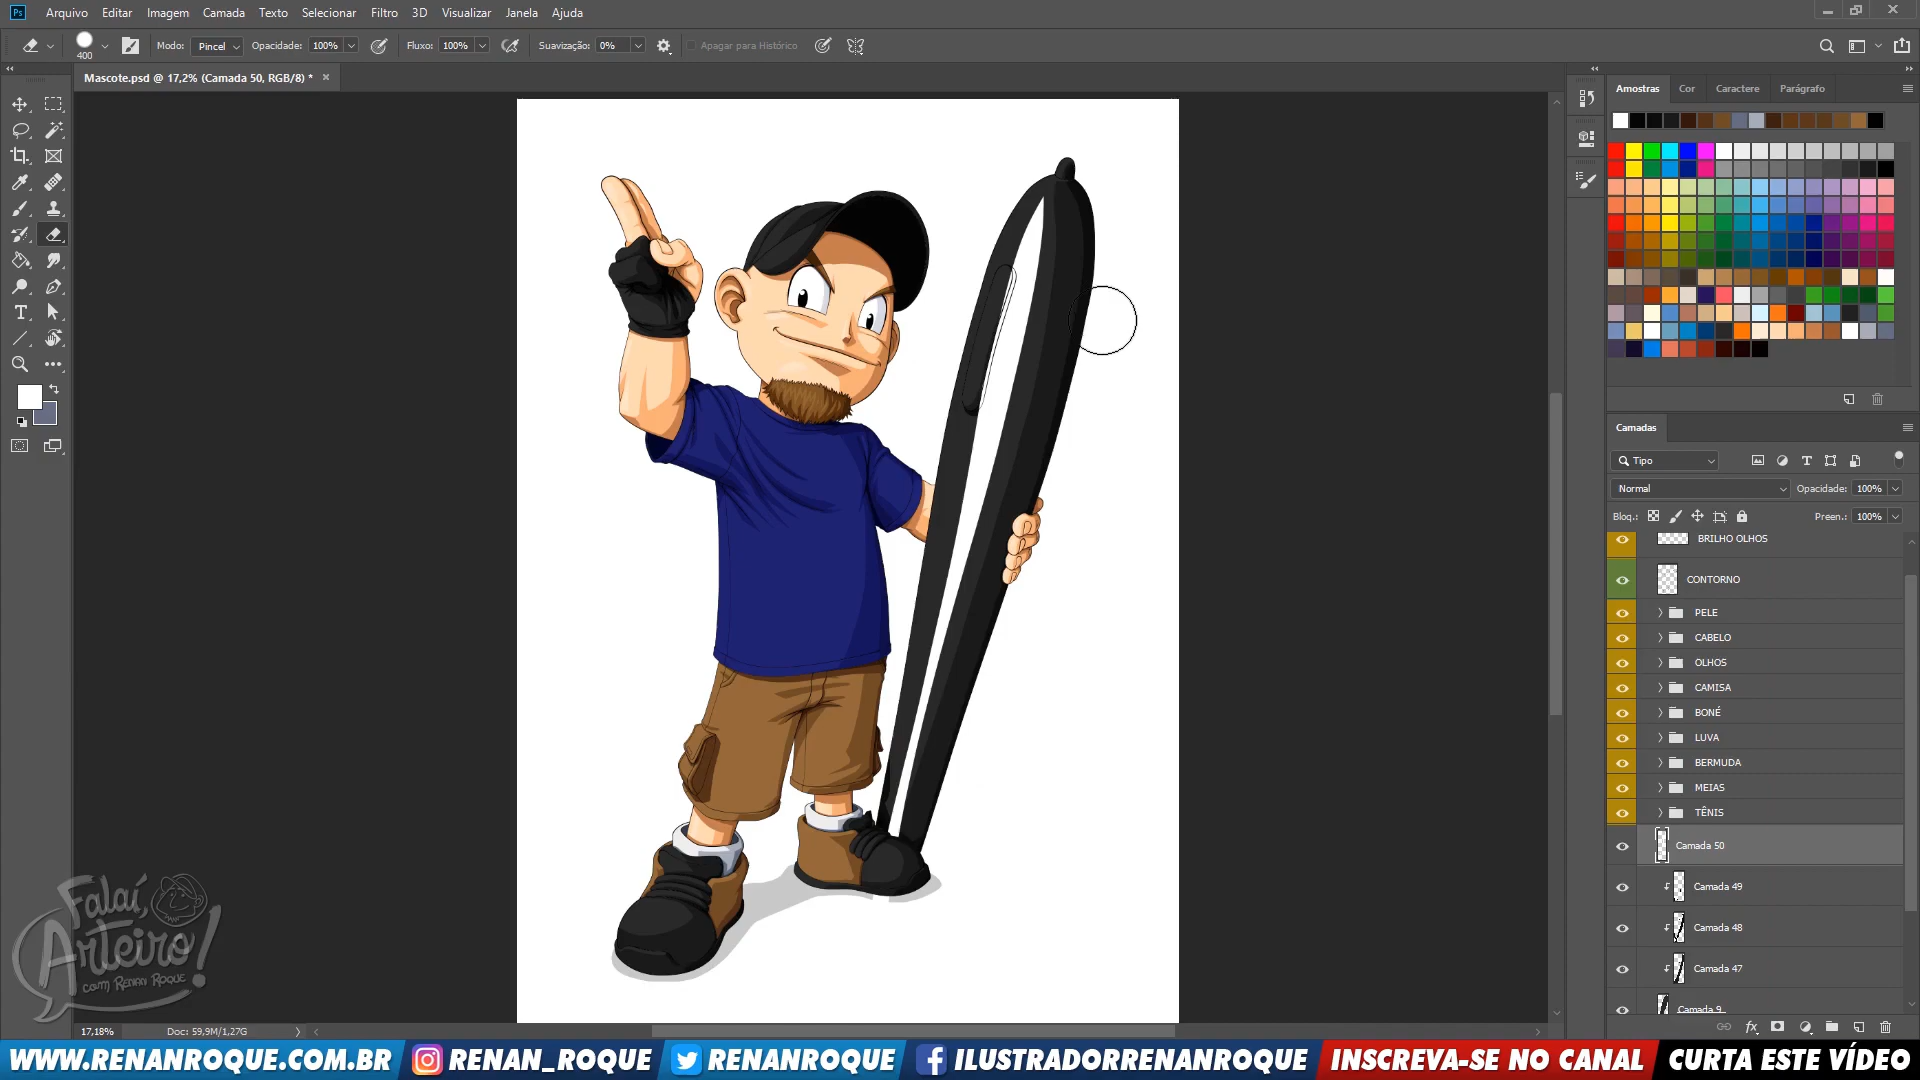 Ps Arquivo Editar Imagem Camada Texto Selecionar Filtro 3D Visualizar Janela Ajuda
400 Modo: Pincel Opacidade: 100% Fluxo: 100% Suavização: 0% Apagar para Histórico
Mascote.psd @ 17,2% (Camada 50, RGB/8) *
Amostras Cor Caractere Parágrafo
Camadas
Tipo
Normal Opacidade: 100%
Bloq.: Preen.: 100%
BRILHO OLHOS
CONTORNO
PELE
CABELO
OLHOS
CAMISA
BONÉ
LUVA
BERMUDA
MEIAS
TÊNIS
Camada 50
Camada 49
Camada 48
Camada 47
Camada 9
Falaí,
Arteiro!
com Renan Roque
17,18% Doc: 59,9M/1,27G
WWW.RENANROQUE.COM.BR RENAN_ROQUE RENANROQUE ILUSTRADORRENANROQUE INSCREVA-SE NO CANAL CURTA ESTE VÍDEO